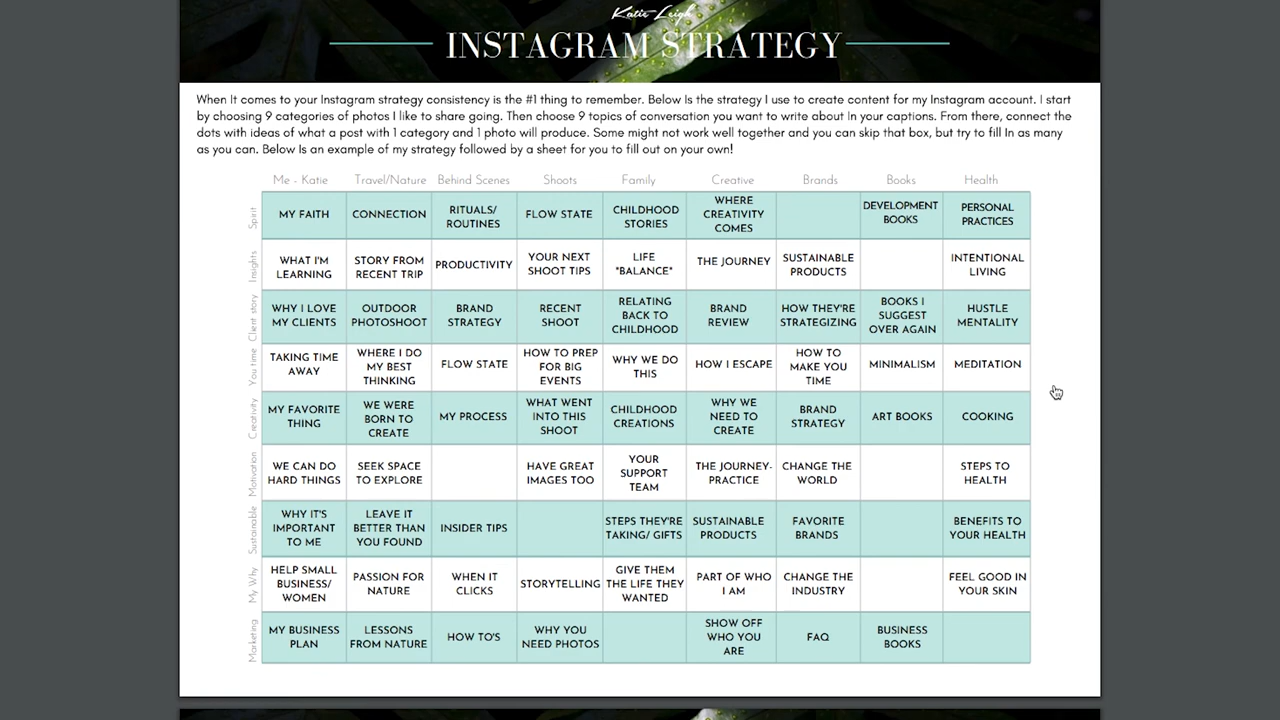 Katie Leigh
INSTAGRAM STRATEGY
When It comes to your Instagram strategy consistency is the #1 thing to remember. Below Is the strategy I use to create content for my Instagram account. I start
by choosing 9 categories of photos I like to share going. Then choose 9 topics of conversation you want to write about In your captions. From there, connect the
dots with ideas of what a post with 1 category and 1 photo will produce. Some might not work well together and you can skip that box, but try to fill In as many
as you can. Below Is an example of my strategy followed by a sheet for you to fill out on your own!
Me - Katie Travel/Nature Behind Scenes Shoots Family Creative Brands Books Health
Spirit
MY FAITH
CONNECTION
RITUALS/
ROUTINES
FLOW STATE
CHILDHOOD
STORIES
WHERE
CREATIVITY
COMES
DEVELOPMENT
BOOKS
PERSONAL
PRACTICES
Insights
WHAT I'M
LEARNING
STORY FROM
RECENT TRIP
PRODUCTIVITY
YOUR NEXT
SHOOT TIPS
LIFE
"BALANCE"
THE JOURNEY
SUSTAINABLE
PRODUCTS
INTENTIONAL
LIVING
Client story
WHY I LOVE
MY CLIENTS
OUTDOOR
PHOTOSHOOT
BRAND
STRATEGY
RECENT
SHOOT
RELATING
BACK TO
CHILDHOOD
BRAND
REVIEW
HOW THEY'RE
STRATEGIZING
BOOKS I
SUGGEST
OVER AGAIN
HUSTLE
MENTALITY
You time
TAKING TIME
AWAY
WHERE I DO
MY BEST
THINKING
FLOW STATE
HOW TO PREP
FOR BIG
EVENTS
WHY WE DO
THIS
HOW I ESCAPE
HOW TO
MAKE YOU
TIME
MINIMALISM
MEDITATION
Creativity
MY FAVORITE
THING
WE WERE
BORN TO
CREATE
MY PROCESS
WHAT WENT
INTO THIS
SHOOT
CHILDHOOD
CREATIONS
WHY WE
NEED TO
CREATE
BRAND
STRATEGY
ART BOOKS
COOKING
Motivation
WE CAN DO
HARD THINGS
SEEK SPACE
TO EXPLORE
HAVE GREAT
IMAGES TOO
YOUR
SUPPORT
TEAM
THE JOURNEY-
PRACTICE
CHANGE THE
WORLD
STEPS TO
HEALTH
Sustainable
WHY IT'S
IMPORTANT
TO ME
LEAVE IT
BETTER THAN
YOU FOUND
INSIDER TIPS
STEPS THEY'RE
TAKING/ GIFTS
SUSTAINABLE
PRODUCTS
FAVORITE
BRANDS
BENEFITS TO
YOUR HEALTH
My Why
HELP SMALL
BUSINESS/
WOMEN
PASSION FOR
NATURE
WHEN IT
CLICKS
STORYTELLING
GIVE THEM
THE LIFE THEY
WANTED
PART OF WHO
I AM
CHANGE THE
INDUSTRY
FEEL GOOD IN
YOUR SKIN
Marketing
MY BUSINESS
PLAN
LESSONS
FROM NATURE
HOW TO'S
WHY YOU
NEED PHOTOS
SHOW OFF
WHO YOU
ARE
FAQ
BUSINESS
BOOKS